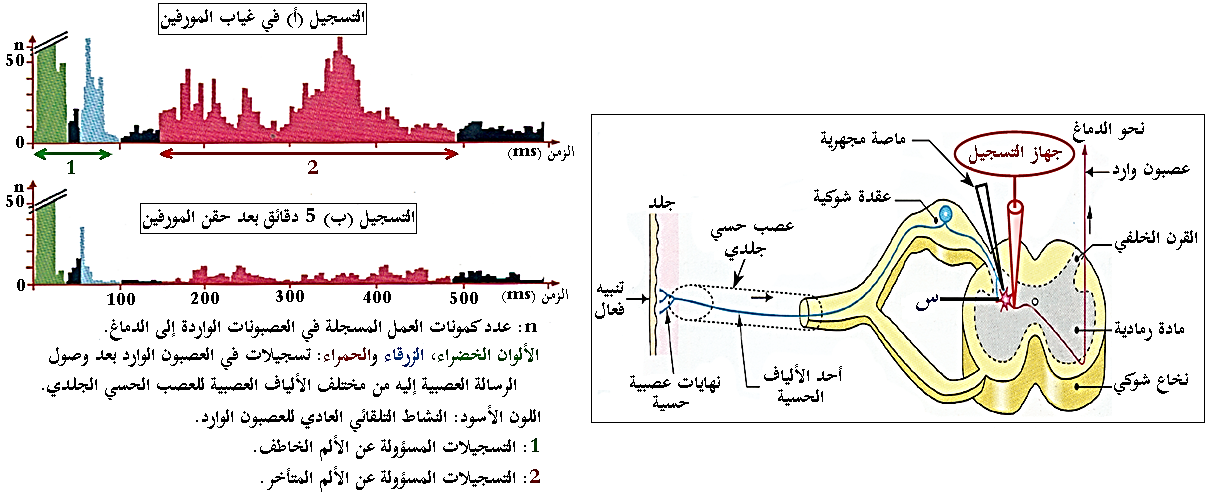 التسجيل (أ) في غياب المورفين
n
50
0
1
2
الزمن (ms)
التسجيل (ب) 5 دقائق بعد حقن المورفين
n
50
0
100
200
300
400
500
الزمن (ms)
n: عدد كمونات العمل المسجلة في العصبونات الواردة إلى الدماغ.
الألوان الخضراء، الزرقاء والحمراء: تسجيلات في العصبون الوارد بعد وصول
الرسالة العصبية إليه من مختلف الألياف العصبية للعصب الحسي الجلدي.
اللون الأسود: النشاط التلقائي العادي للعصبون الوارد.
1: التسجيلات المسؤولة عن الألم الخاطف.
2: التسجيلات المسؤولة عن الألم المتأخر.
نحو الدماغ
جهاز التسجيل
ماصة مجهرية
عصبون وارد
عقدة شوكية
جلد
عصب حسي
جلدي
القرن الخلفي
تنبيه
فعال
س
مادة رمادية
أحد الألياف
الحسية
نهايات عصبية
حسية
نخاع شوكي